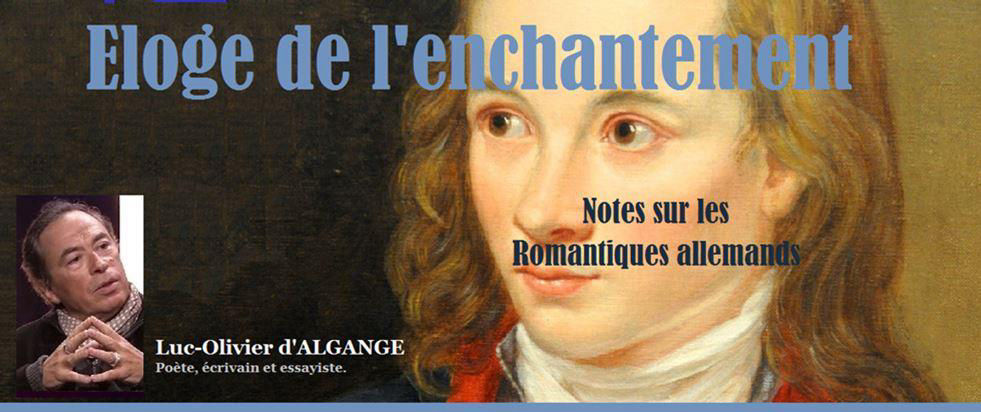 Eloge de l'enchantement
Notes sur les
Romantiques allemands
Luc-Olivier d'ALGANGE
Poète, écrivain et essayiste.